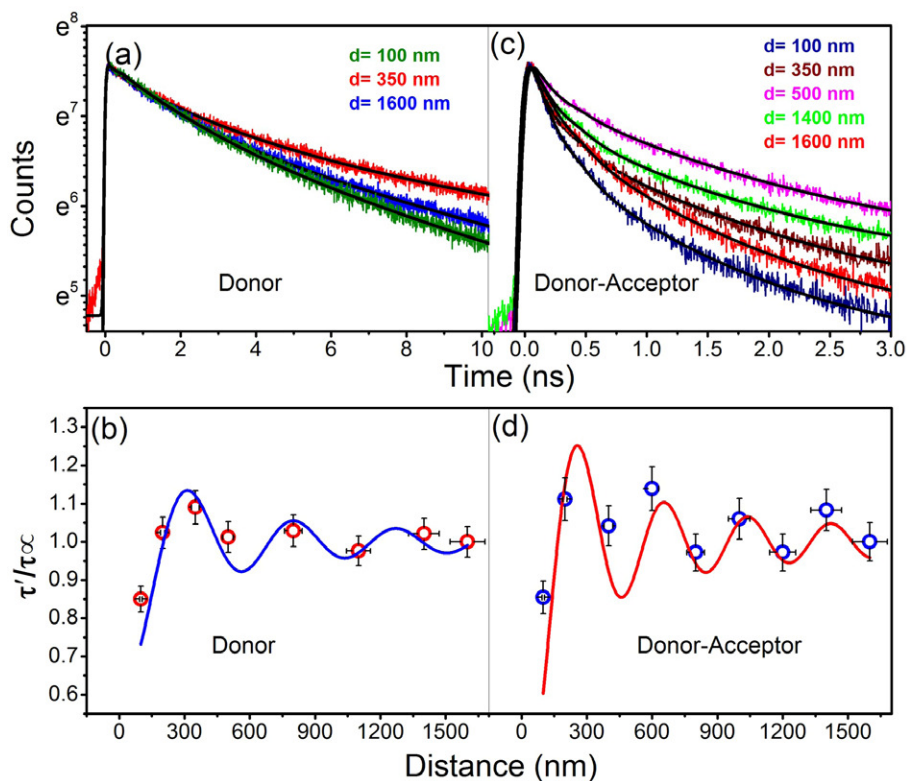 (a)
d= 100 nm
d= 350 nm
d= 1600 nm
Donor
(c)
d= 100 nm
d= 350 nm
d= 500 nm
d= 1400 nm
d= 1600 nm
Donor-Acceptor
Counts
e⁸
e⁷
e⁶
e⁵
0 2 4 6 8 10
0.0 0.5 1.0 1.5 2.0 2.5 3.0
Time (ns)
(b)
Donor
(d)
Donor-Acceptor
τ'/τ∞
1.3
1.2
1.1
1.0
0.9
0.8
0.7
0.6
0 300 600 900 1200 1500
0 300 600 900 1200 1500
Distance (nm)